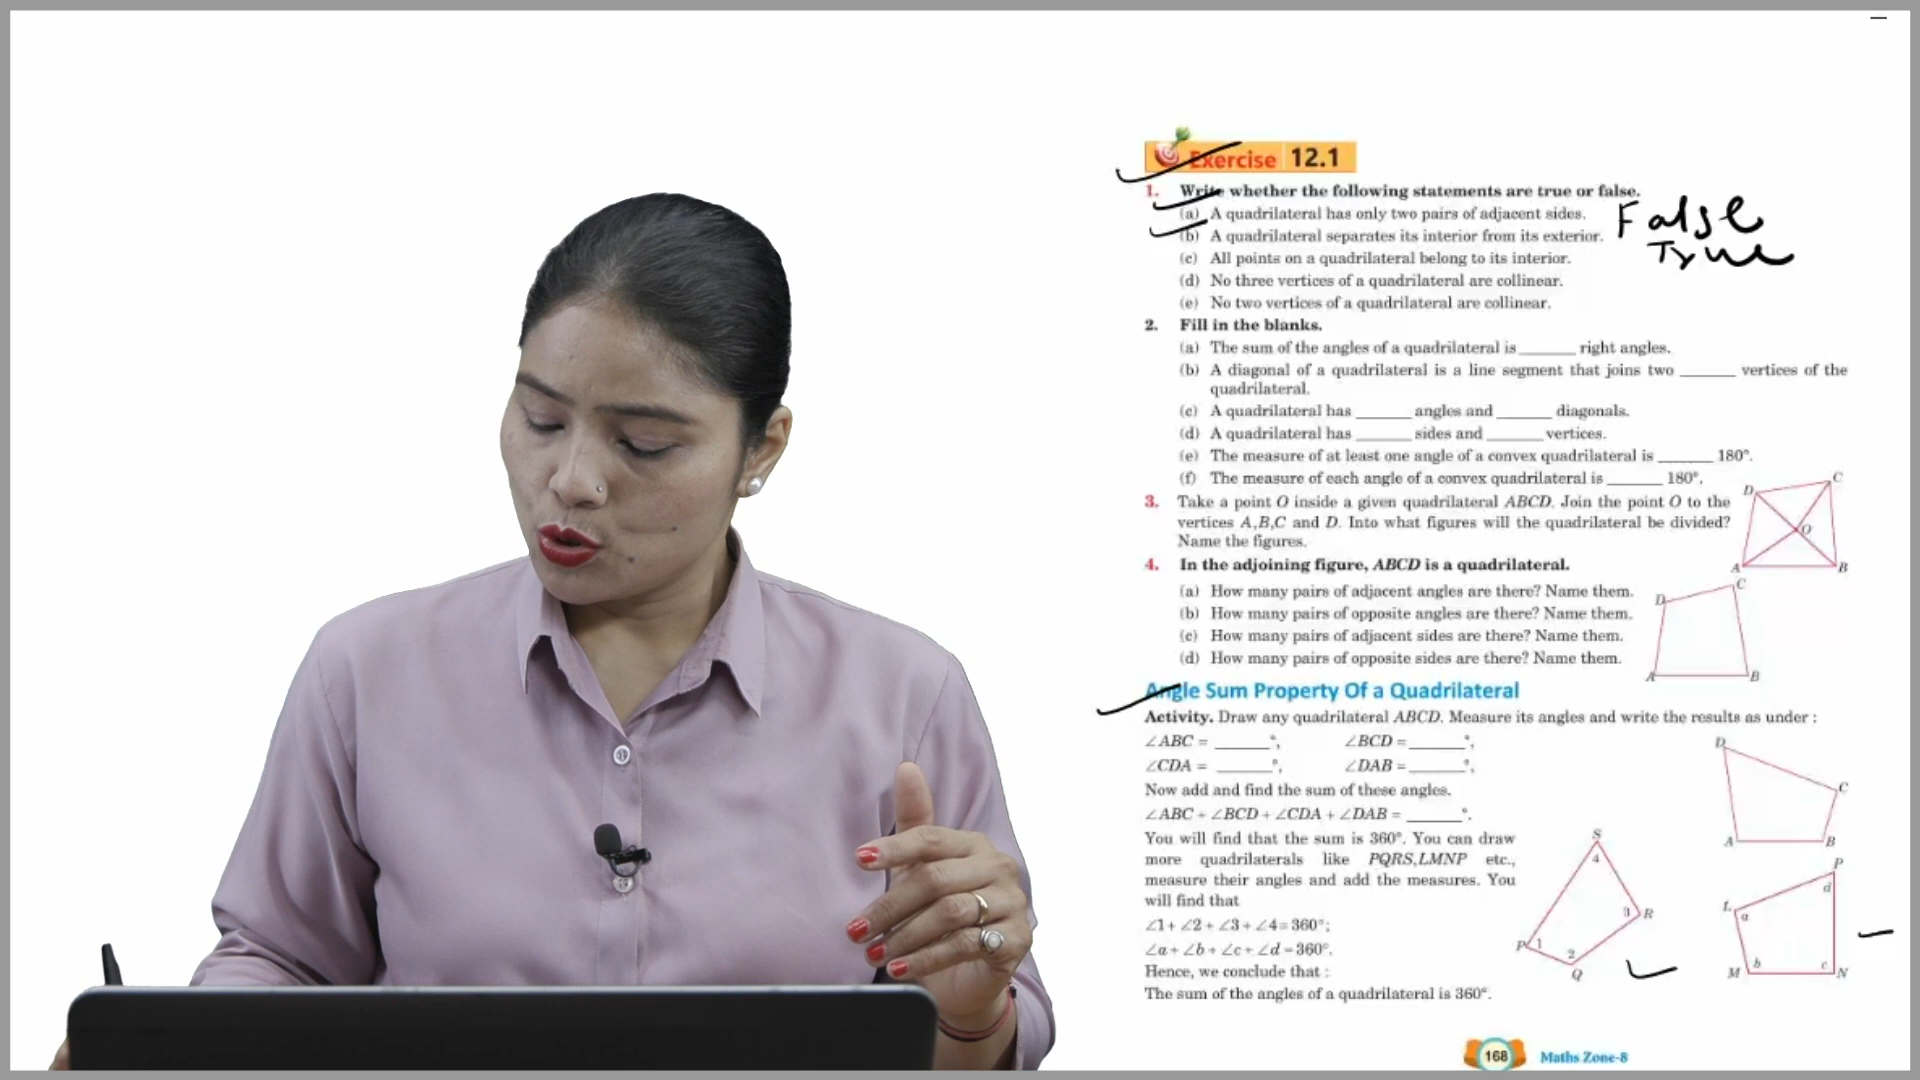 Exercise 12.1
1. Write whether the following statements are true or false.
(a) A quadrilateral has only two pairs of adjacent sides. False
(b) A quadrilateral separates its interior from its exterior. True
(c) All points on a quadrilateral belong to its interior.
(d) No three vertices of a quadrilateral are collinear.
(e) No two vertices of a quadrilateral are collinear.
2. Fill in the blanks.
(a) The sum of the angles of a quadrilateral is ______ right angles.
(b) A diagonal of a quadrilateral is a line segment that joins two ______ vertices of the
quadrilateral.
(c) A quadrilateral has ______ angles and ______ diagonals.
(d) A quadrilateral has ______ sides and ______ vertices.
(e) The measure of at least one angle of a convex quadrilateral is ______ 180°.
(f) The measure of each angle of a convex quadrilateral is ______ 180°.
3. Take a point O inside a given quadrilateral ABCD. Join the point O to the
vertices A,B,C and D. Into what figures will the quadrilateral be divided?
Name the figures.
D C O A B
4. In the adjoining figure, ABCD is a quadrilateral.
(a) How many pairs of adjacent angles are there? Name them.
(b) How many pairs of opposite angles are there? Name them.
(c) How many pairs of adjacent sides are there? Name them.
(d) How many pairs of opposite sides are there? Name them.
D C A B
Angle Sum Property Of a Quadrilateral
Activity. Draw any quadrilateral ABCD. Measure its angles and write the results as under :
∠ABC = ______°, ∠BCD = ______°,
∠CDA = ______°, ∠DAB = ______°,
Now add and find the sum of these angles.
∠ABC + ∠BCD + ∠CDA + ∠DAB = ______°.
D C A B
You will find that the sum is 360°. You can draw
more quadrilaterals like PQRS,LMNP etc.,
measure their angles and add the measures. You
will find that
∠1 + ∠2 + ∠3 + ∠4 = 360°;
∠a + ∠b + ∠c + ∠d = 360°.
Hence, we conclude that :
The sum of the angles of a quadrilateral is 360°.
S 4 3 R P 1 2 Q
P d L a b c M N
168 Maths Zone-8